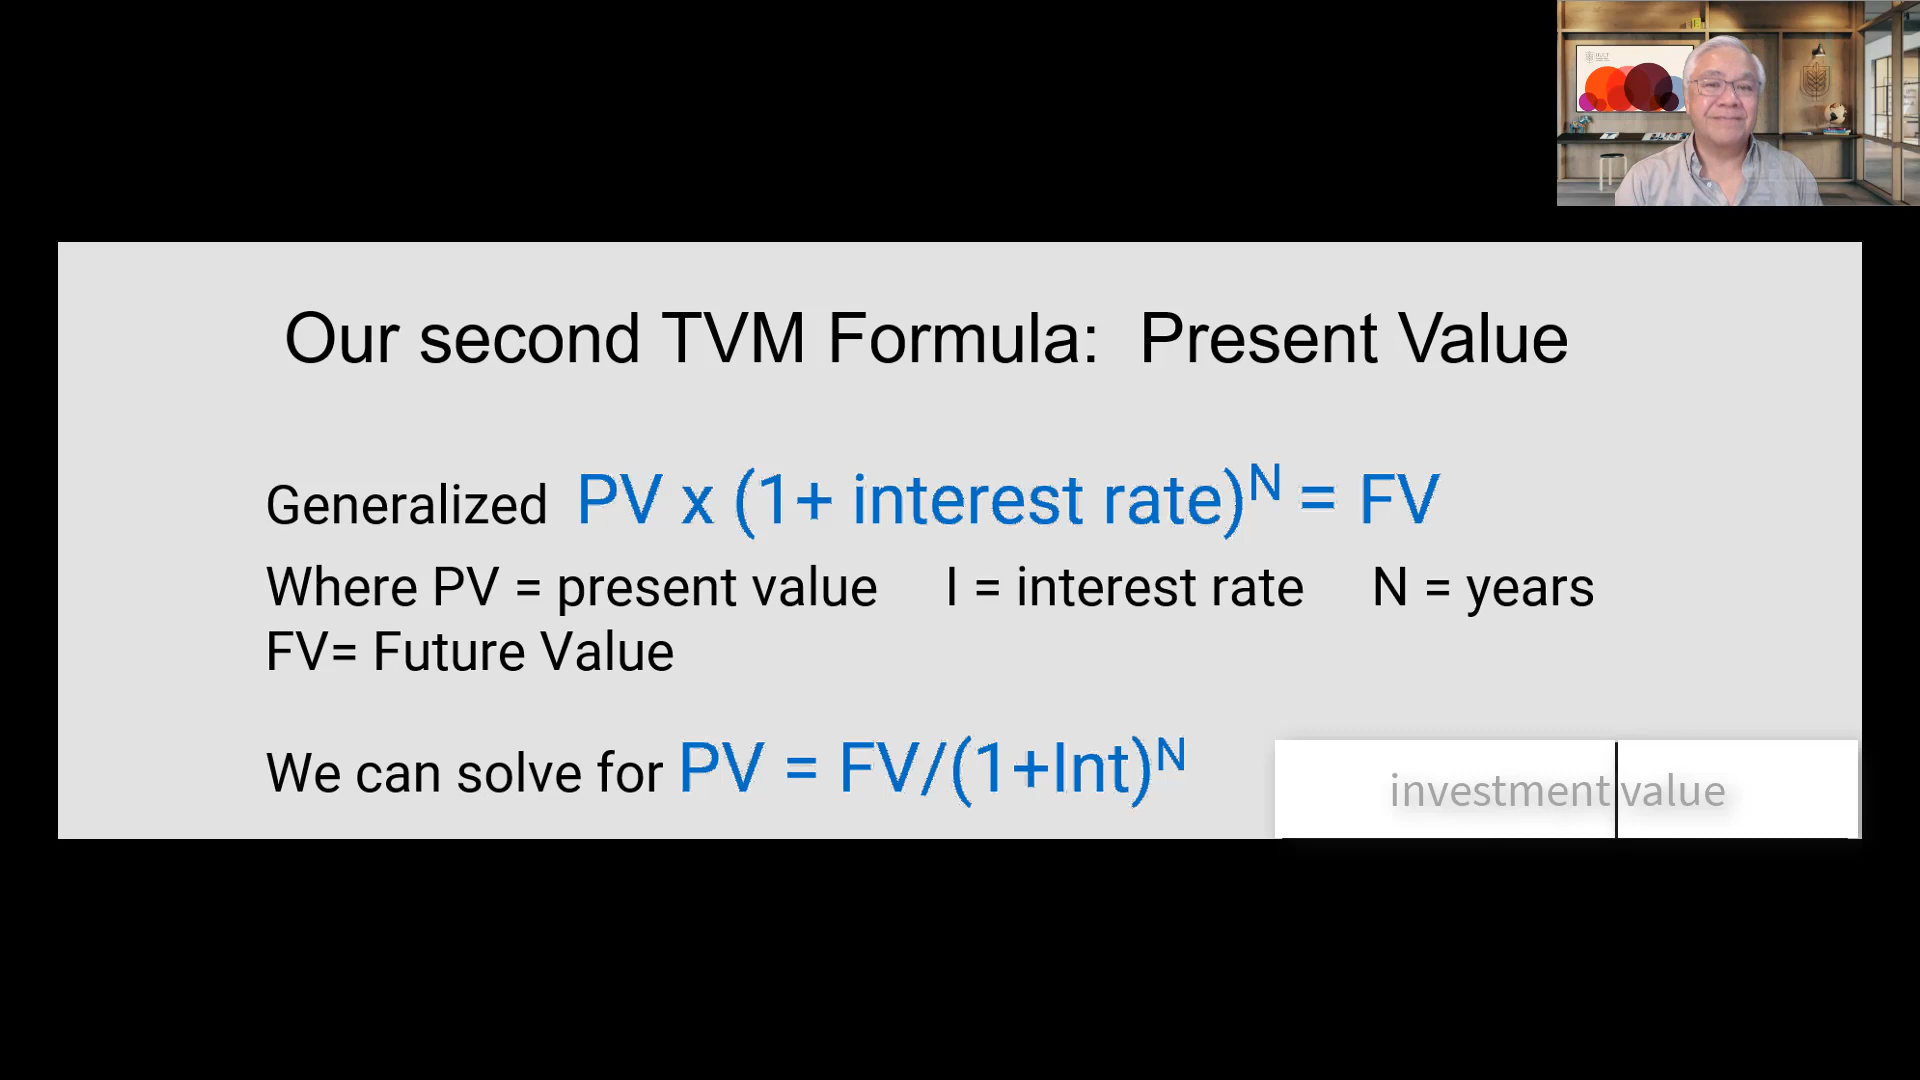 Our second TVM Formula: Present Value
Generalized PV x (1+ interest rate)ᴺ = FV
Where PV = present value I = interest rate N = years
FV= Future Value
We can solve for PV = FV/(1+Int)ᴺ
investment value